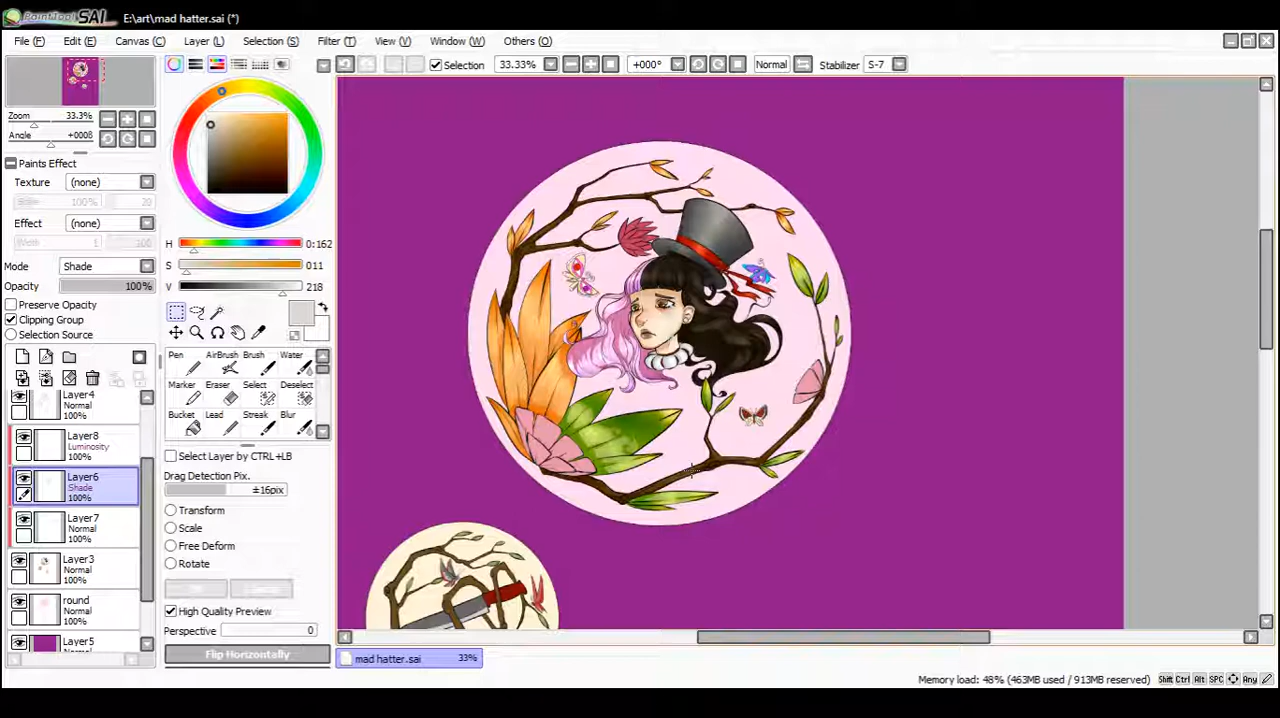 PaintTool SAI E:\art\mad hatter.sai (*)
File (F) Edit (E) Canvas (C) Layer (L) Selection (S) Filter (T) View (V) Window (W) Others (O)
Selection 33.33% +000° Normal Stabilizer S-7
Zoom 33.3%
Angle +000B
Paints Effect
Texture (none)
100% 20
Effect (none)
1 100
Mode Shade
Opacity 100%
Preserve Opacity
Clipping Group
Selection Source
Layer4
Normal
100%
Layer8
Luminosity
100%
Layer6
Shade
100%
Layer7
Normal
100%
Layer3
Normal
100%
round
Normal
100%
Layer5
Normal
H 0:162
S 011
V 218
Pen AirBrush Brush Water
Marker Eraser Select Deselect
Bucket Lead Streak Blur
Select Layer by CTRL+LB
Drag Detection Pix.
±16pix
Transform
Scale
Free Deform
Rotate
High Quality Preview
Perspective 0
Flip Horizontally
mad hatter.sai 33%
Memory load: 48% (463MB used / 913MB reserved) Shift Ctrl Alt SPC Any